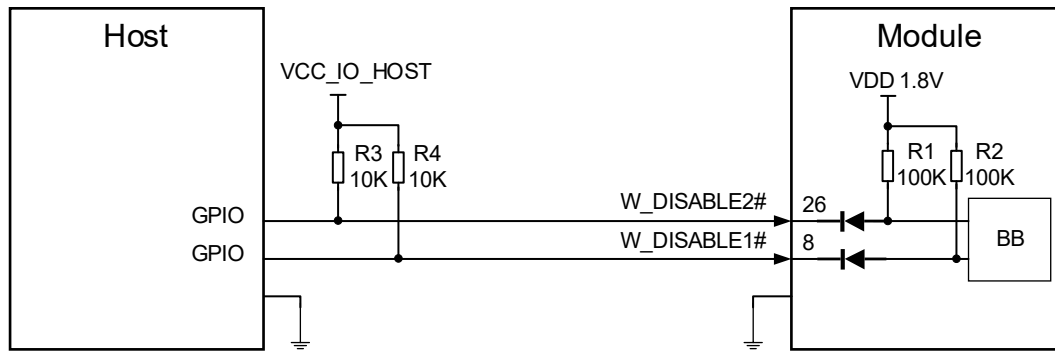 Host
Module
VCC_IO_HOST
VDD 1.8V
R3
10K
R4
10K
R1
100K
R2
100K
GPIO
W_DISABLE2#
26
GPIO
W_DISABLE1#
8
BB